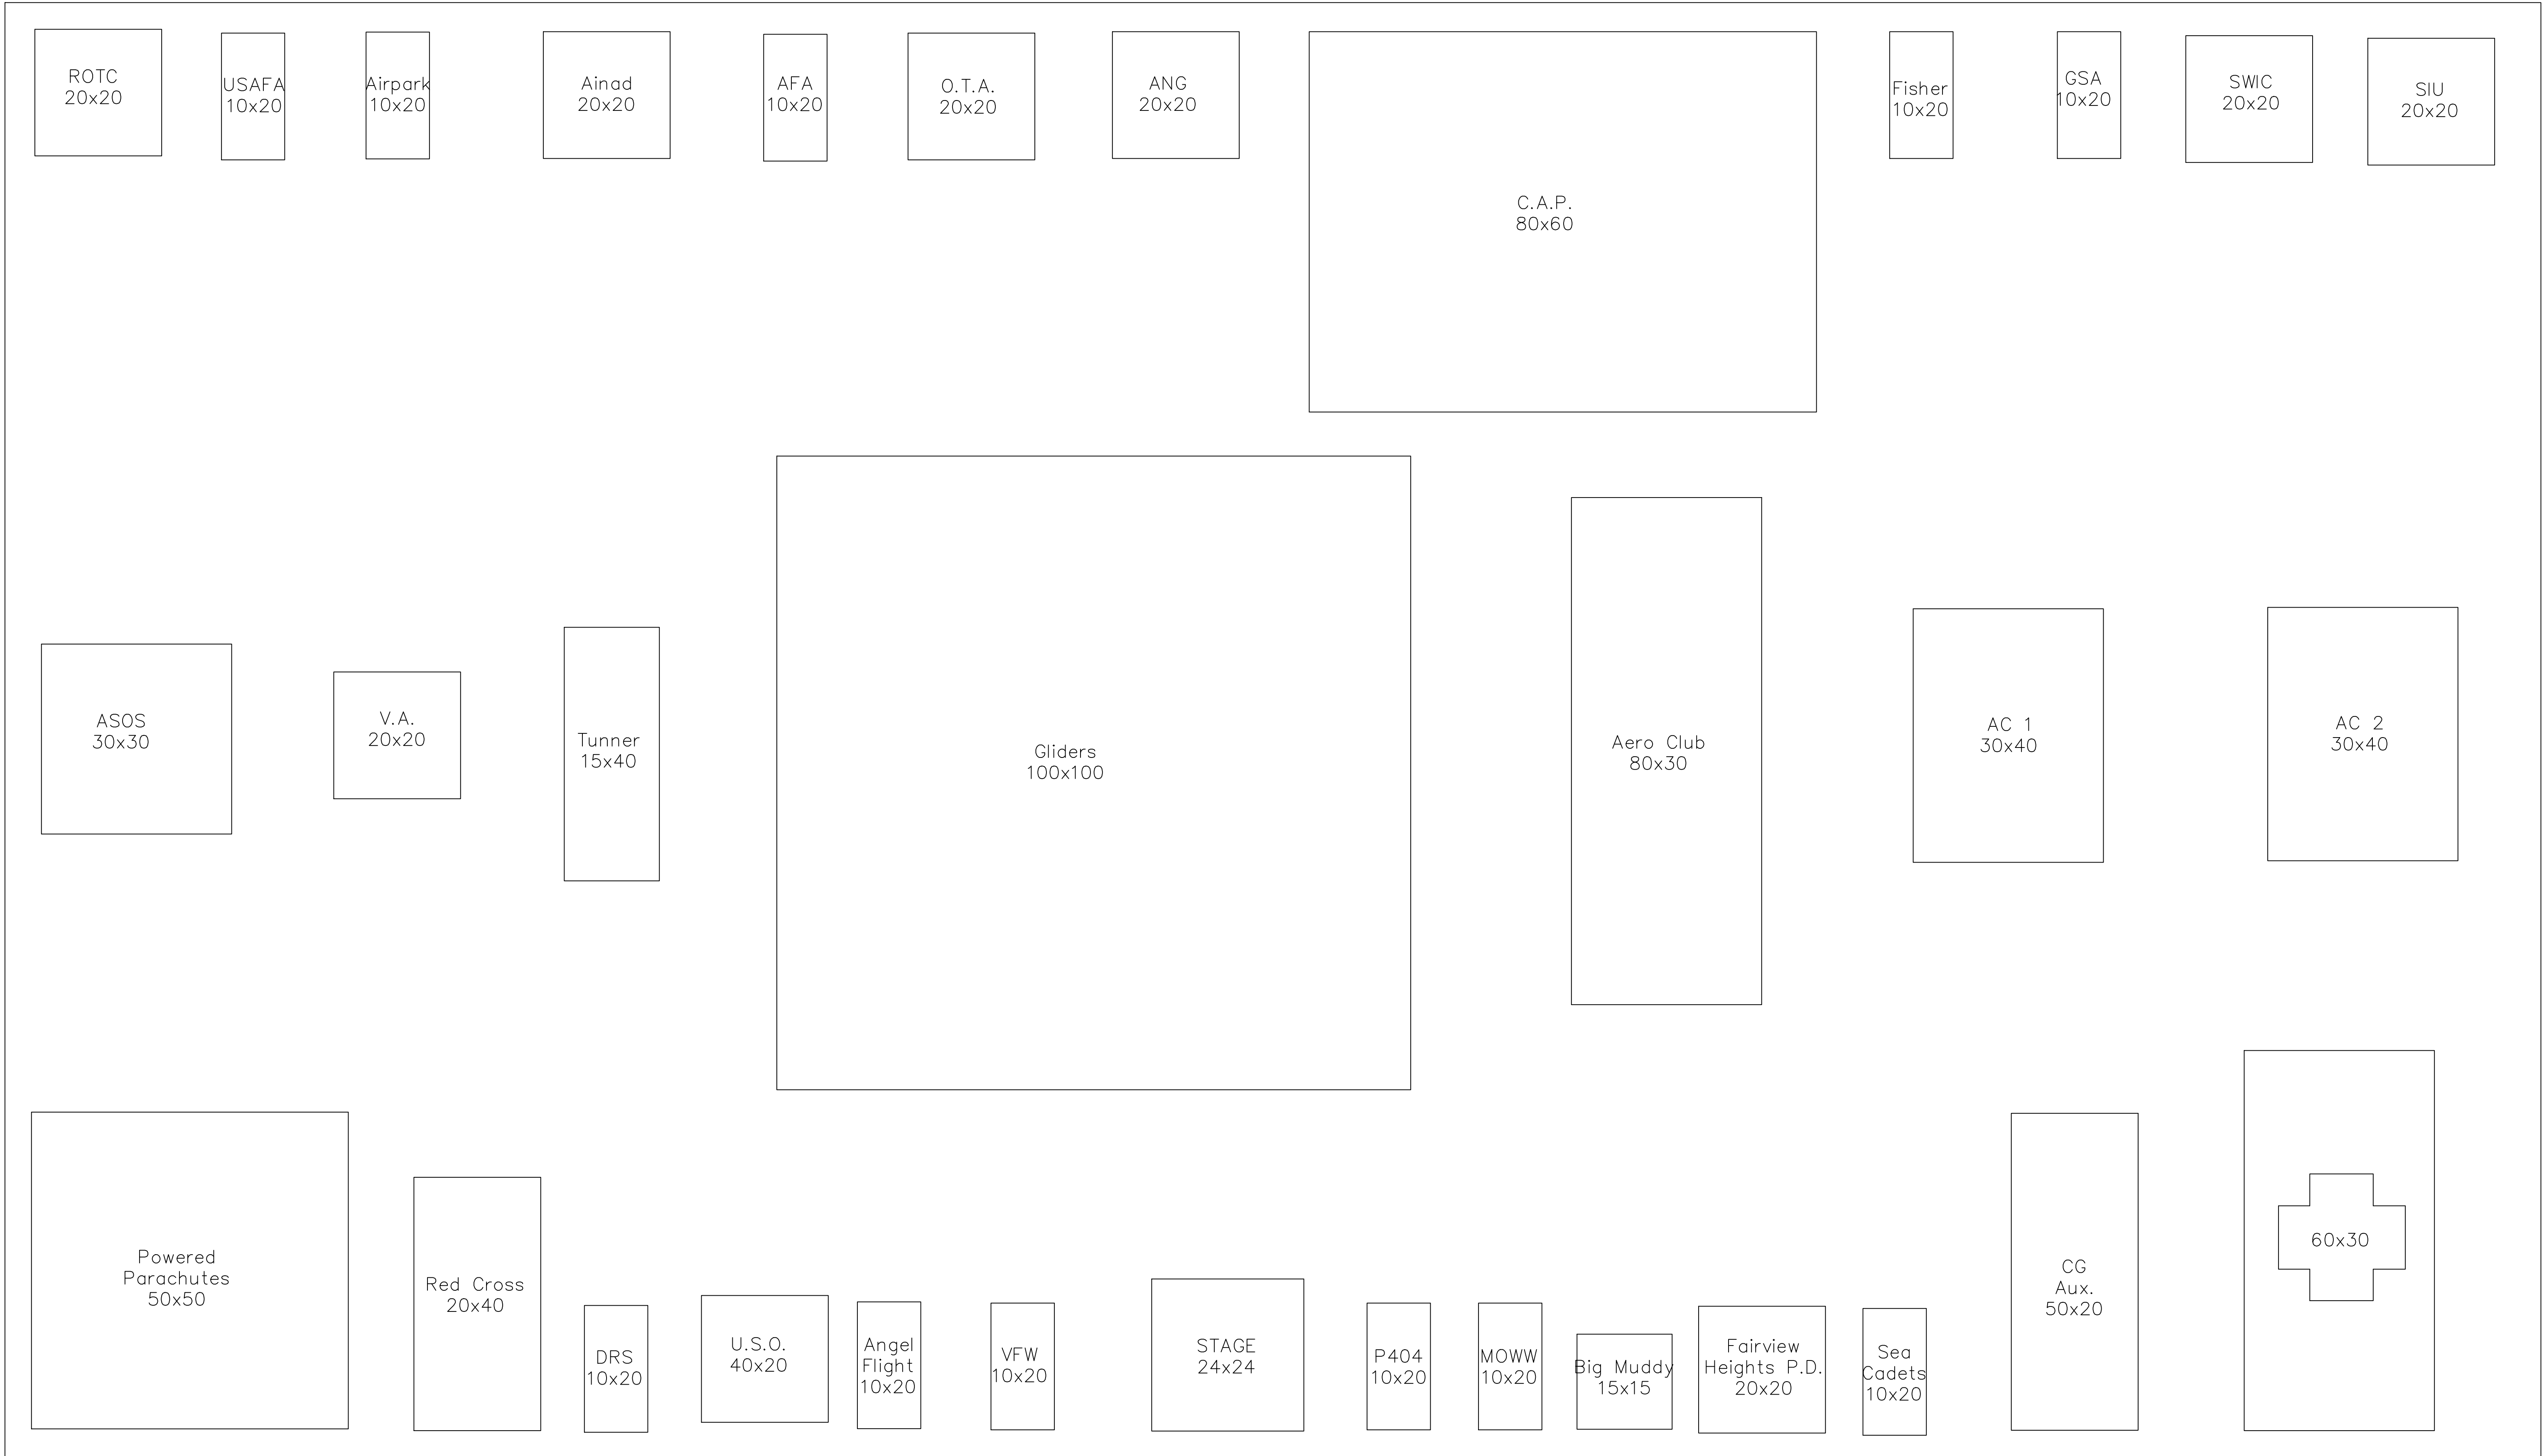 ROTC
20x20
USAFA
10x20
Airpark
10x20
Ainad
20x20
AFA
10x20
O.T.A.
20x20
ANG
20x20
C.A.P.
80x60
Fisher
10x20
GSA
10x20
SWIC
20x20
SIU
20x20
ASOS
30x30
V.A.
20x20
Tunner
15x40
Gliders
100x100
Aero Club
80x30
AC 1
30x40
AC 2
30x40
Powered
Parachutes
50x50
Red Cross
20x40
DRS
10x20
U.S.O.
40x20
Angel
Flight
10x20
VFW
10x20
STAGE
24x24
P404
10x20
MOWW
10x20
Big Muddy
15x15
Fairview
Heights P.D.
20x20
Sea
Cadets
10x20
CG
Aux.
50x20
60x30